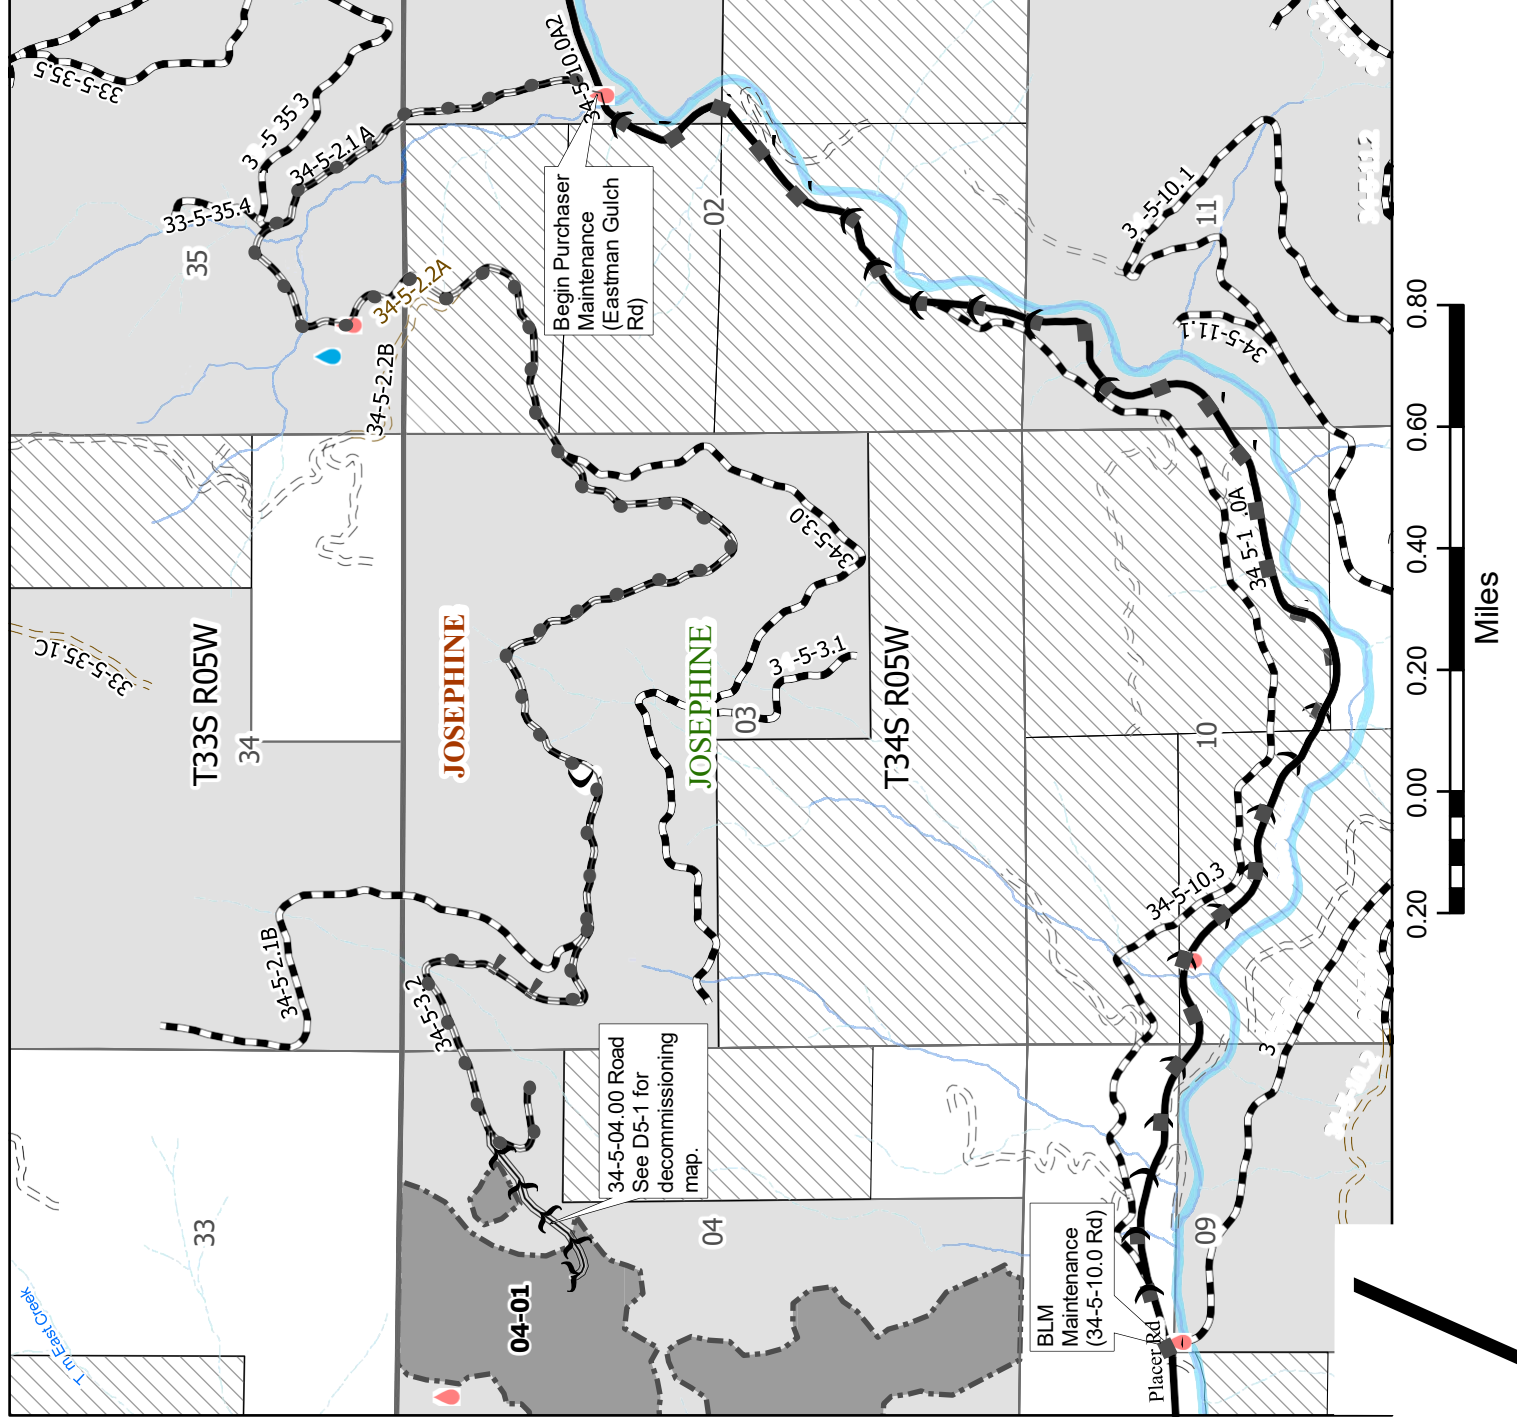 33-5-35.5
3 -5-35 3
34-5-2.1A
33-5-35.4
35
34-5-10.0A2
34-5-2.2A
34-5-2.2B
Begin Purchaser
Maintenance
(Eastman Gulch
Rd)
02
3 -5-10.1
11
34-5-11.1
33-5-35.1C
T33S R05W
34
JOSEPHINE
JOSEPHINE
34-5-3.0
3 -5-3.1
03
T34S R05W
34 5-1 .0A
10
34-5-2.1B
34-5-3.2
34-5-10.3
34-5-04.00 Road
See D5-1 for
decommissioning
map.
33
T m East Creek
04-01
04
BLM
Maintenance
(34-5-10.0 Rd)
Placer Rd
09
3
0.20
0.00
0.20
0.40
0.60
0.80
Miles